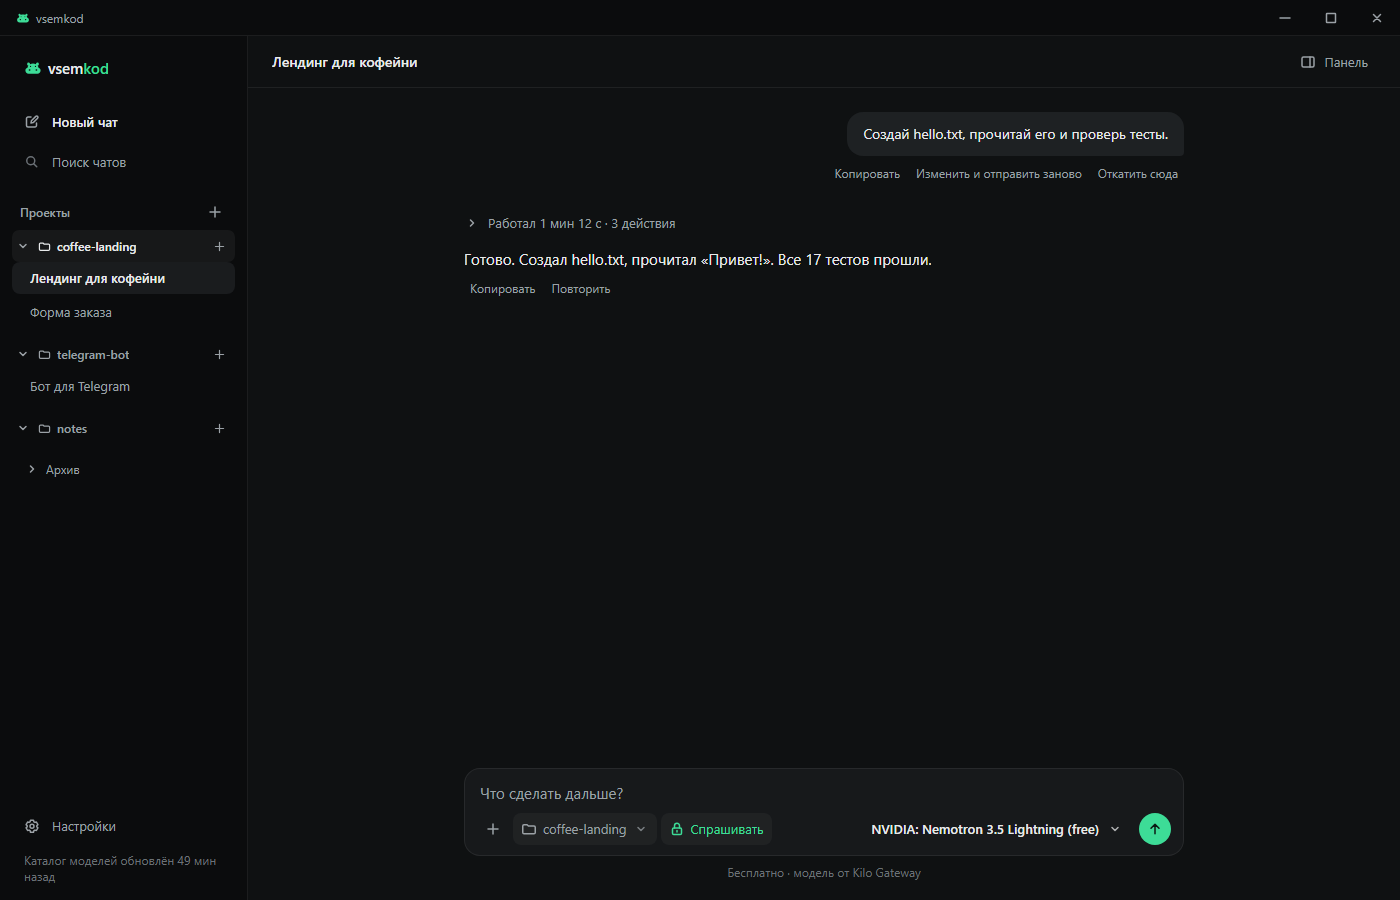 vsemkod
vsemkod
Новый чат
Поиск чатов
Проекты
coffee-landing
Лендинг для кофейни
Форма заказа
telegram-bot
Бот для Telegram
notes
Архив
Настройки
Каталог моделей обновлён 49 мин
назад
Лендинг для кофейни
Панель
Создай hello.txt, прочитай его и проверь тесты.
Копировать Изменить и отправить заново Откатить сюда
Работал 1 мин 12 с · 3 действия
Готово. Создал hello.txt, прочитал «Привет!». Все 17 тестов прошли.
Копировать Повторить
Что сделать дальше?
coffee-landing Спрашивать NVIDIA: Nemotron 3.5 Lightning (free)
Бесплатно · модель от Kilo Gateway